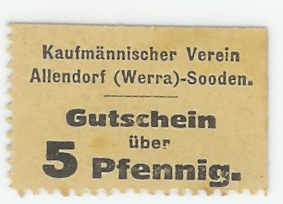 Kaufmännischer Verein
Allendorf (Werra)-Sooden.
Gutschein
über
5 Pfennig.